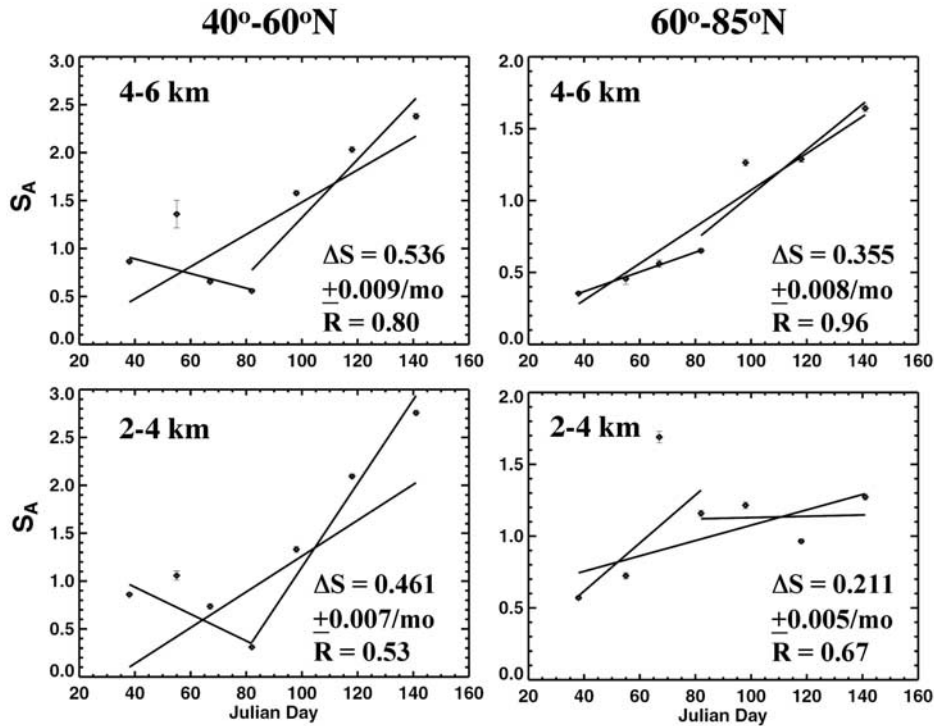 40°-60°N
60°-85°N
3.0
2.5
2.0
1.5
1.0
0.5
0.0
S_A
4-6 km
ΔS = 0.536
±0.009/mo
R = 0.80
20 40 60 80 100 120 140 160
2.0
1.5
1.0
0.5
0.0
4-6 km
ΔS = 0.355
±0.008/mo
R = 0.96
20 40 60 80 100 120 140 160
3.0
2.5
2.0
1.5
1.0
0.5
0.0
S_A
2-4 km
ΔS = 0.461
±0.007/mo
R = 0.53
20 40 60 80 100 120 140 160
Julian Day
2.0
1.5
1.0
0.5
0.0
2-4 km
ΔS = 0.211
±0.005/mo
R = 0.67
20 40 60 80 100 120 140 160
Julian Day